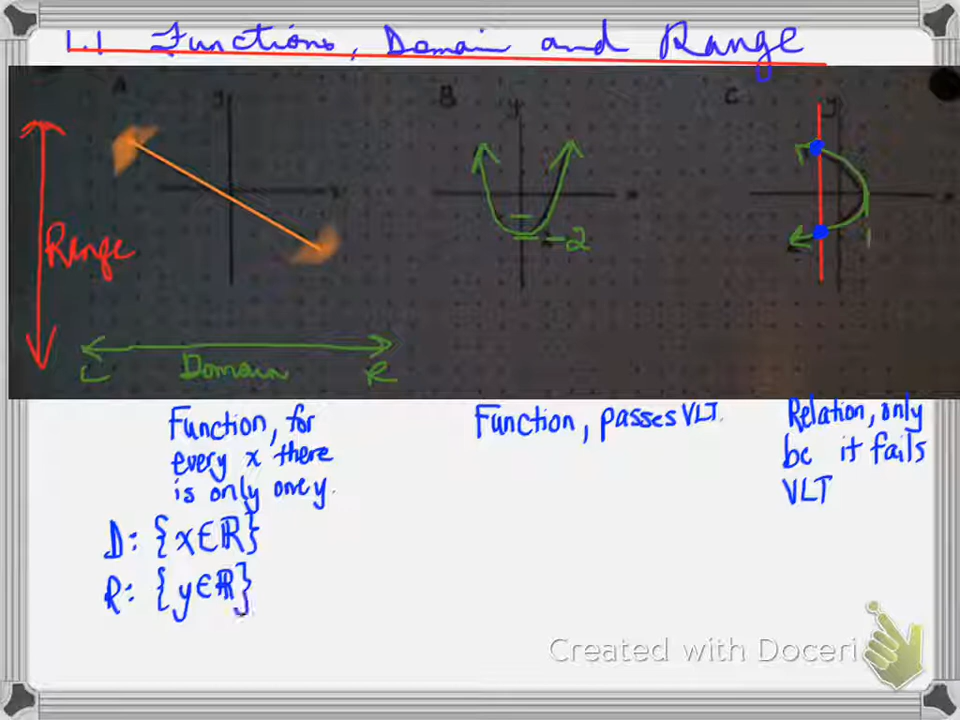 1.1 Functions, Domain and Range
A
y
B
y
C
y
x
x
Range
-2
1
L Domain R
Function, for
every x there
is only one y.
Function, passes VLT.
Relation, only
bc it fails
VLT
D: {x∈ℝ}
R: {y∈ℝ}
Created with Doceri